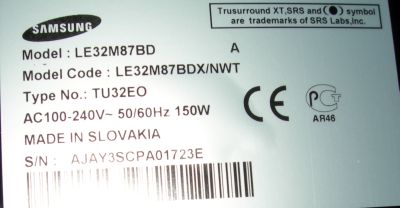 SAMSUNG
Trusurround XT,SRS and symbol
are trademarks of SRS Labs,Inc.
Model : LE32M87BD A
Model Code : LE32M87BDX/NWT
Type No.: TU32EO
AC100-240V~ 50/60Hz 150W
MADE IN SLOVAKIA
S/N : AJAY3SCPA01723E
CE
АЯ46